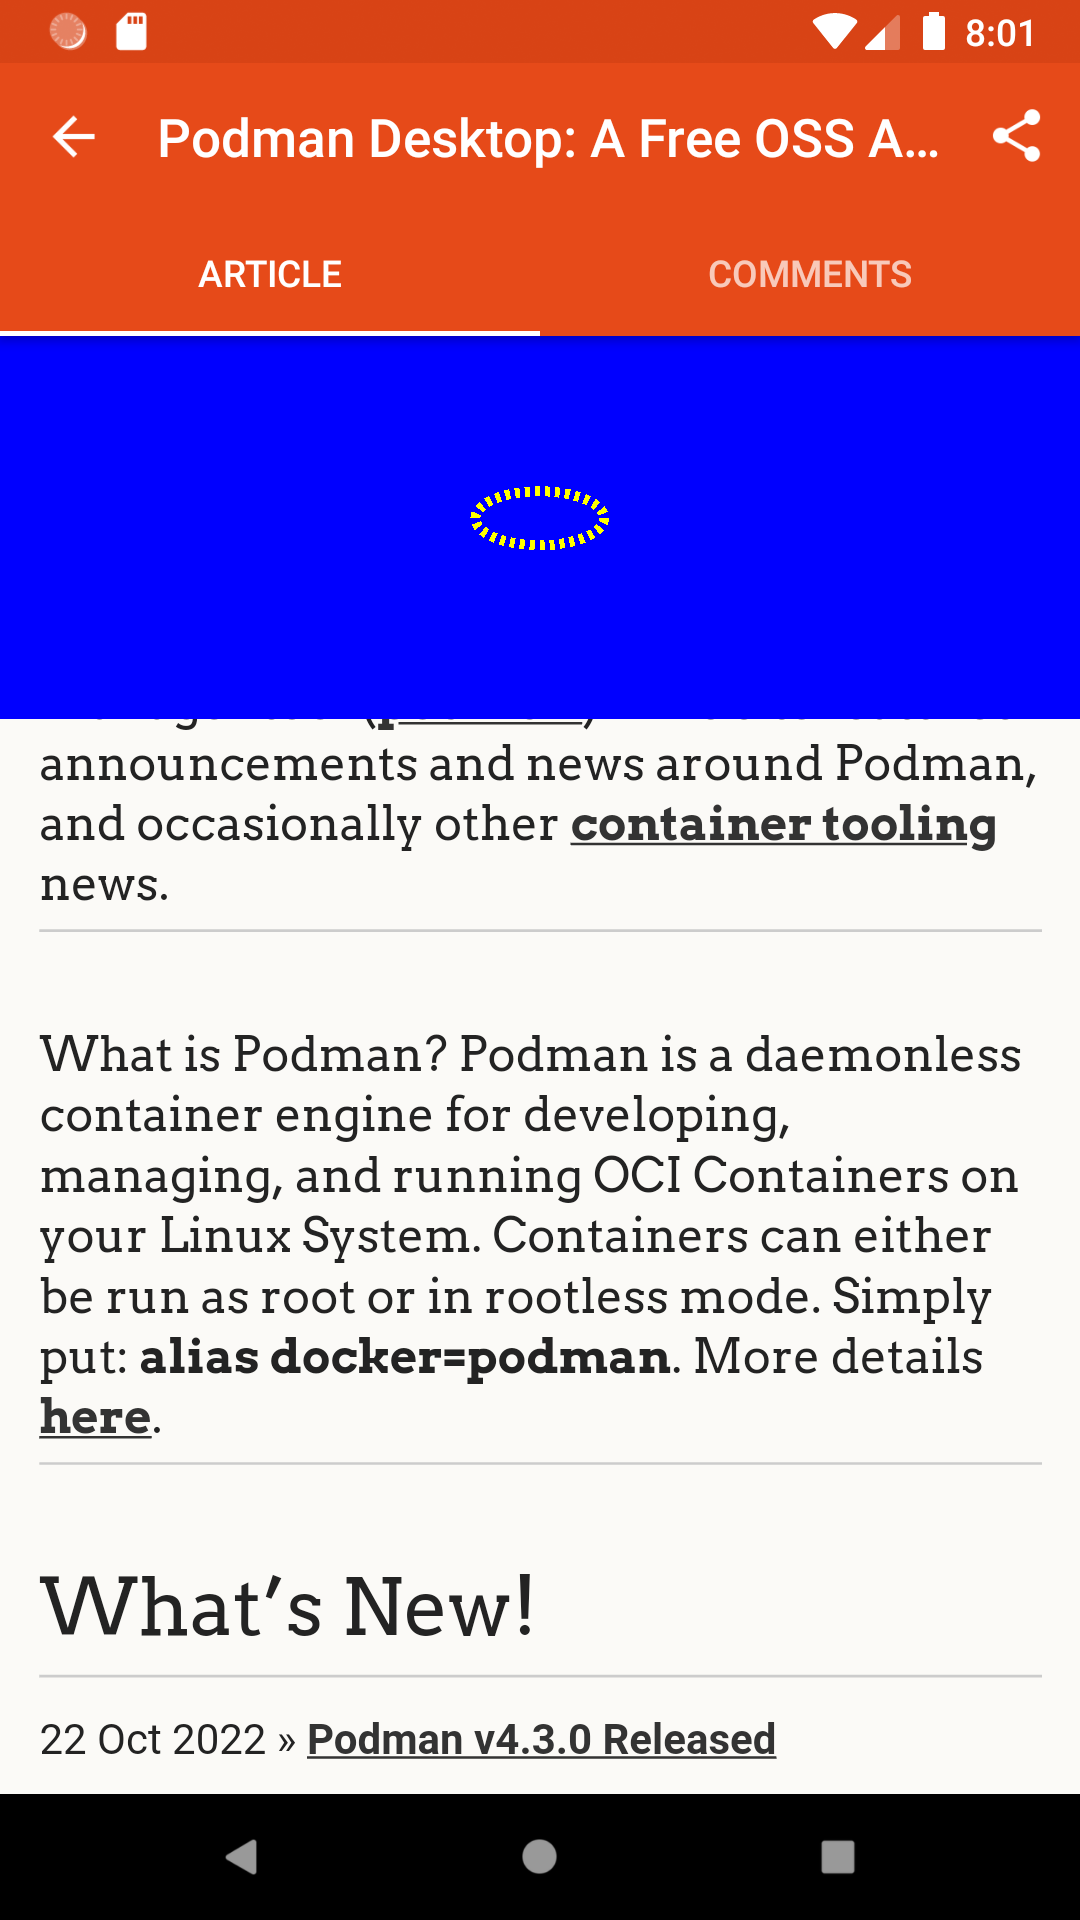 8:01
Podman Desktop: A Free OSS A...
ARTICLE
COMMENTS
announcements and news around Podman,
and occasionally other container tooling
news.
What is Podman? Podman is a daemonless
container engine for developing,
managing, and running OCI Containers on
your Linux System. Containers can either
be run as root or in rootless mode. Simply
put: alias docker=podman. More details
here.
What’s New!
22 Oct 2022 » Podman v4.3.0 Released